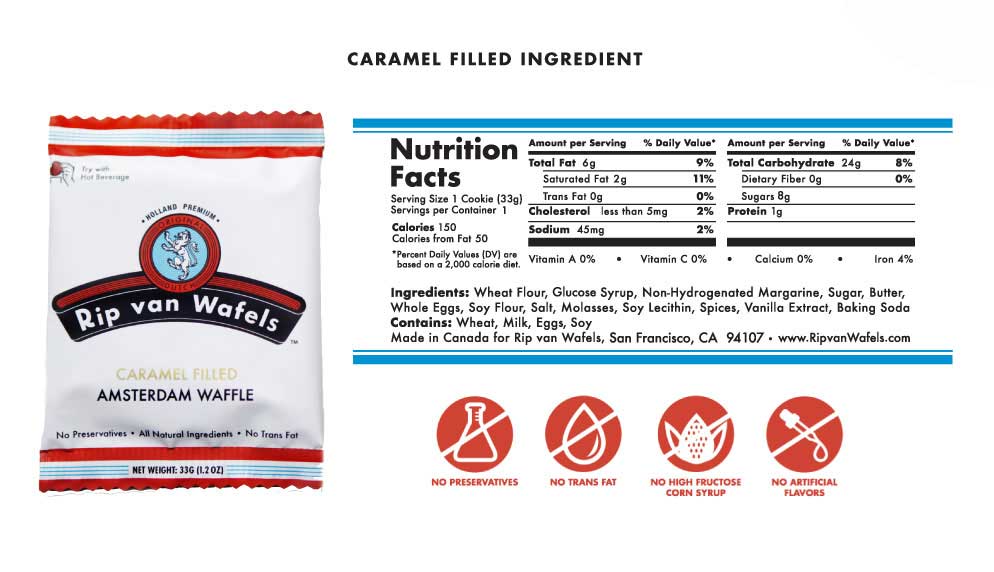 CARAMEL FILLED INGREDIENT
Try with
Hot Beverage
• HOLLAND PREMIUM •
ORIGINAL
DUTCH
Rip van Wafels
TM
CARAMEL FILLED
AMSTERDAM WAFFLE
No Preservatives • All Natural Ingredients • No Trans Fat
NET WEIGHT: 33G (1.2 OZ)
Nutrition
Facts
Serving Size 1 Cookie (33g)
Servings per Container 1
Calories 150
Calories from Fat 50
*Percent Daily Values (DV) are
based on a 2,000 calorie diet.
Amount per Serving % Daily Value*
Total Fat 6g 9%
Saturated Fat 2g 11%
Trans Fat 0g 0%
Cholesterol less than 5mg 2%
Sodium 45mg 2%
Amount per Serving % Daily Value*
Total Carbohydrate 24g 8%
Dietary Fiber 0g 0%
Sugars 8g
Protein 1g
Vitamin A 0% • Vitamin C 0% • Calcium 0% • Iron 4%
Ingredients: Wheat Flour, Glucose Syrup, Non-Hydrogenated Margarine, Sugar, Butter,
Whole Eggs, Soy Flour, Salt, Molasses, Soy Lecithin, Spices, Vanilla Extract, Baking Soda
Contains: Wheat, Milk, Eggs, Soy
Made in Canada for Rip van Wafels, San Francisco, CA 94107 • www.RipvanWafels.com
NO PRESERVATIVES
NO TRANS FAT
NO HIGH FRUCTOSE
CORN SYRUP
NO ARTIFICIAL
FLAVORS